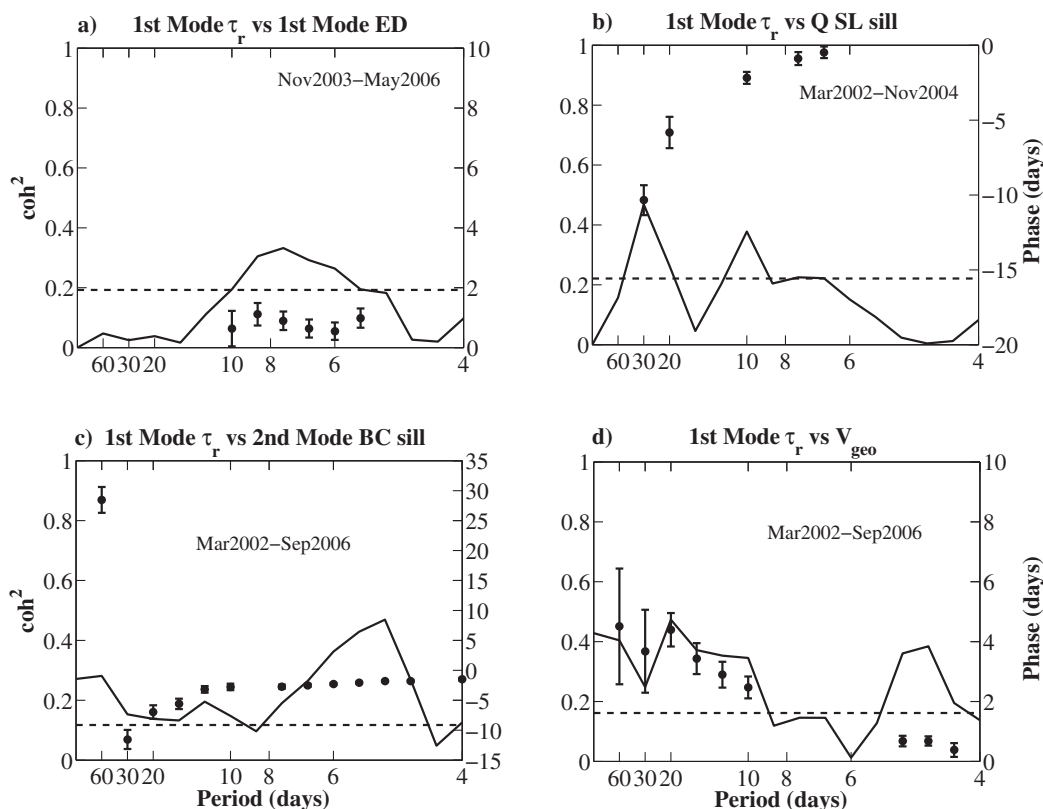 a) 1st Mode τr vs 1st Mode ED
Nov2003−May2006
coh2
1
0.8
0.6
0.4
0.2
0
10
8
6
4
2
0
60 30 20 10 8 6 4
b) 1st Mode τr vs Q SL sill
Mar2002−Nov2004
1
0.8
0.6
0.4
0.2
0
0
−5
−10
−15
−20
Phase (days)
60 30 20 10 8 6 4
c) 1st Mode τr vs 2nd Mode BC sill
Mar2002−Sep2006
coh2
1
0.8
0.6
0.4
0.2
0
35
30
25
20
15
10
5
0
−5
−10
−15
60 30 20 10 8 6 4
Period (days)
d) 1st Mode τr vs Vgeo
Mar2002−Sep2006
1
0.8
0.6
0.4
0.2
0
10
8
6
4
2
0
Phase (days)
60 30 20 10 8 6 4
Period (days)